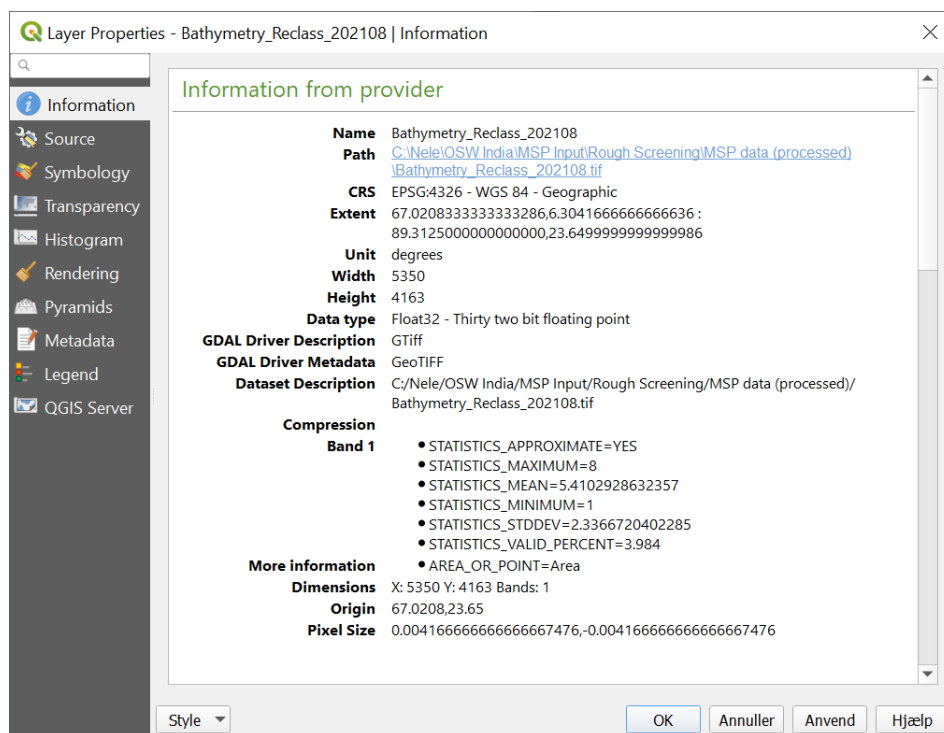 Layer Properties - Bathymetry_Reclass_202108 | Information
Information
Source
Symbology
Transparency
Histogram
Rendering
Pyramids
Metadata
Legend
QGIS Server
Information from provider
Name Bathymetry_Reclass_202108
Path C:\Nele\OSW India\MSP Input\Rough Screening\MSP data (processed)
\Bathymetry_Reclass_202108.tif
CRS EPSG:4326 - WGS 84 - Geographic
Extent 67.0208333333333286,6.3041666666666636 :
89.3125000000000000,23.6499999999999986
Unit degrees
Width 5350
Height 4163
Data type Float32 - Thirty two bit floating point
GDAL Driver Description GTiff
GDAL Driver Metadata GeoTIFF
Dataset Description C:/Nele/OSW India/MSP Input/Rough Screening/MSP data (processed)/
Bathymetry_Reclass_202108.tif
Compression
Band 1 • STATISTICS_APPROXIMATE=YES
• STATISTICS_MAXIMUM=8
• STATISTICS_MEAN=5.4102928632357
• STATISTICS_MINIMUM=1
• STATISTICS_STDDEV=2.3366720402285
• STATISTICS_VALID_PERCENT=3.984
More information • AREA_OR_POINT=Area
Dimensions X: 5350 Y: 4163 Bands: 1
Origin 67.0208,23.65
Pixel Size 0.004166666666666667476,-0.004166666666666667476
Style
OK
Annuller
Anvend
Hjælp